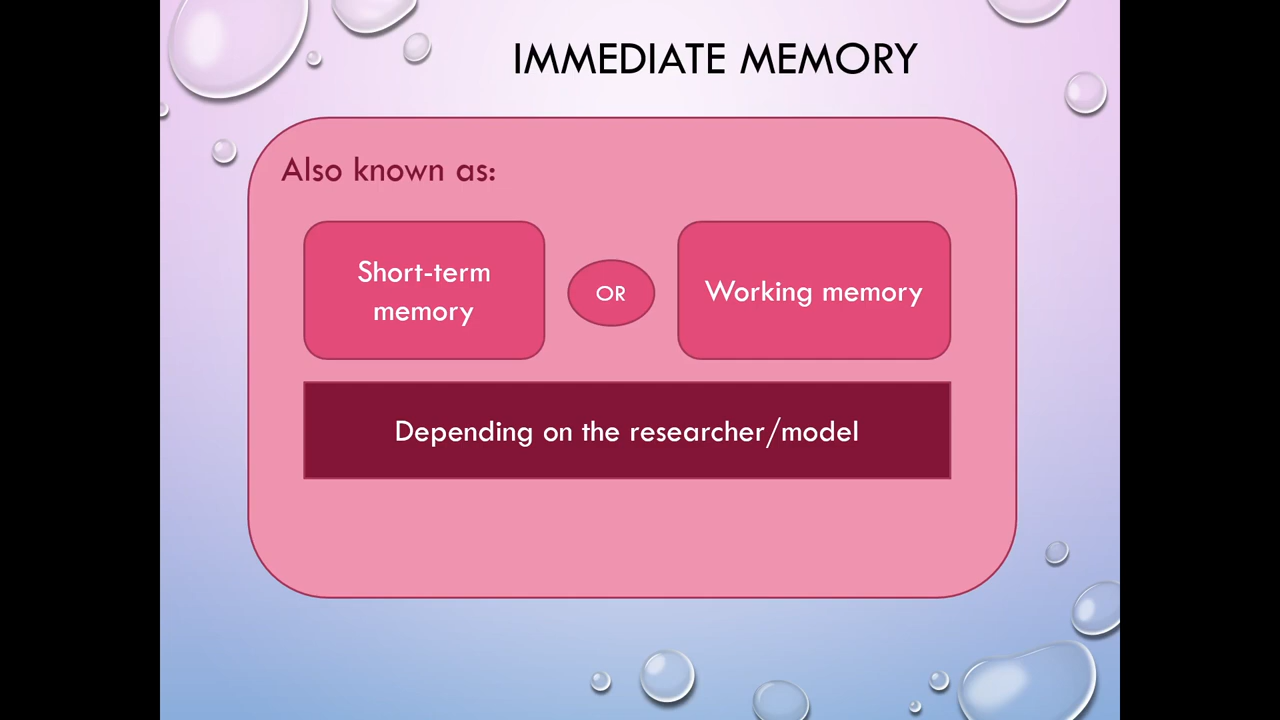 IMMEDIATE MEMORY
Also known as:
Short-term
memory
OR
Working memory
Depending on the researcher/model